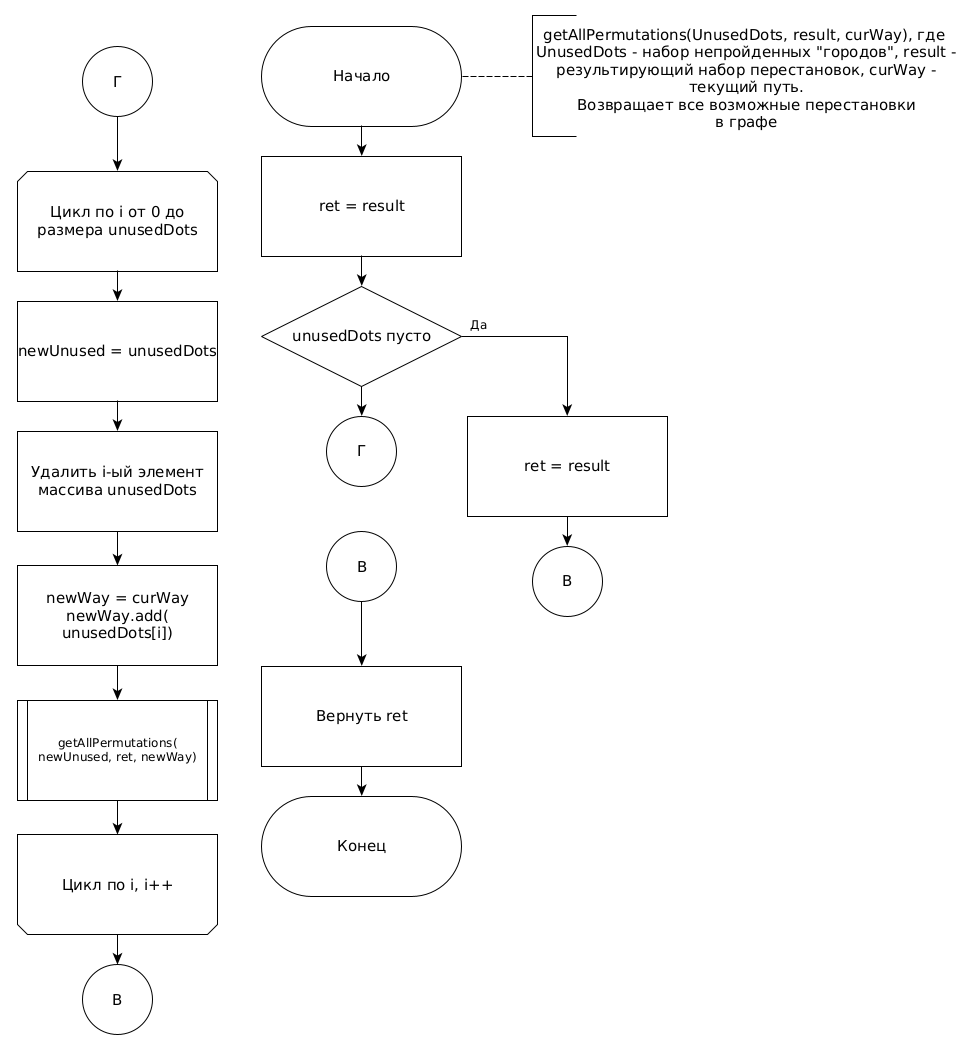 Г
Цикл по i от 0 до
размера unusedDots
newUnused = unusedDots
Удалить i-ый элемент
массива unusedDots
newWay = curWay
newWay.add(
unusedDots[i])
getAllPermutations(
newUnused, ret, newWay)
Цикл по i, i++
В
Начало
getAllPermutations(UnusedDots, result, curWay), где
UnusedDots - набор непройденных "городов", result -
результирующий набор перестановок, curWay -
текущий путь.
Возвращает все возможные перестановки
в графе
ret = result
unusedDots пусто
Да
Г
ret = result
В
В
Вернуть ret
Конец